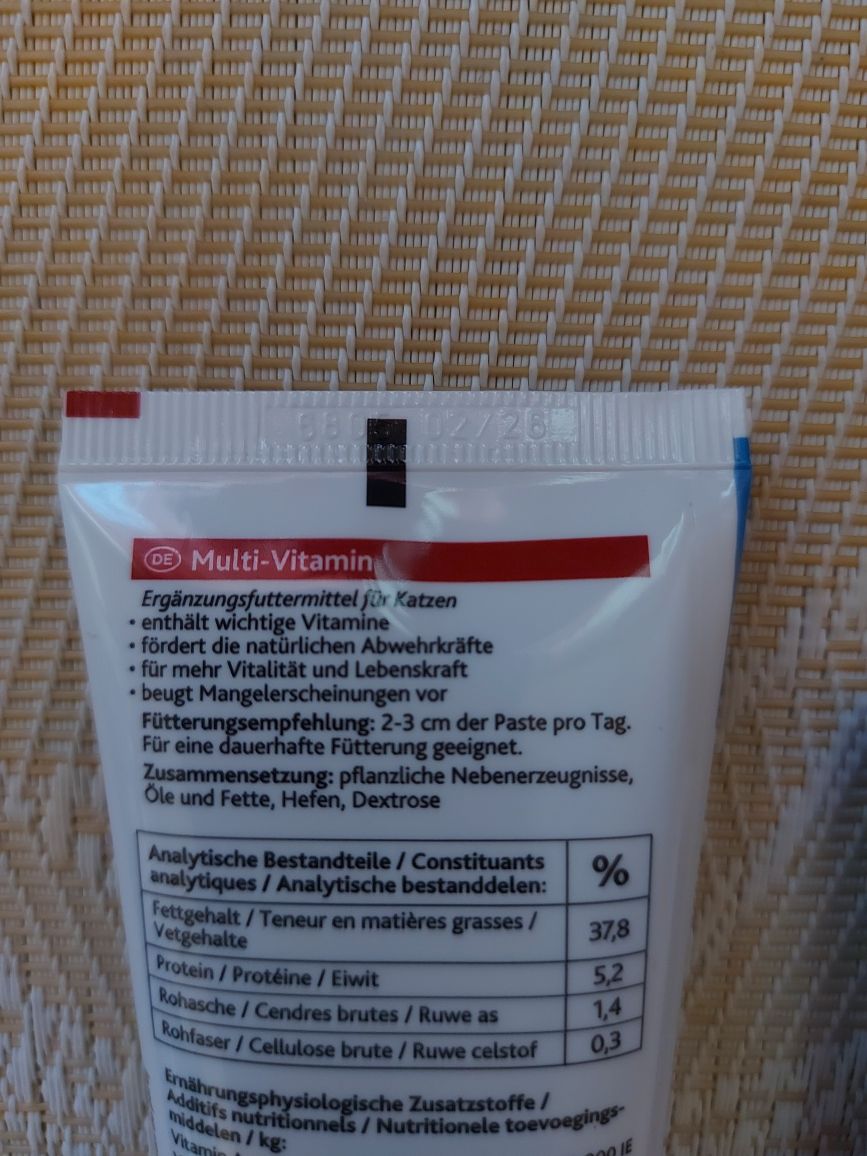 02/26
DE Multi-Vitamin
Ergänzungsfuttermittel für Katzen
• enthält wichtige Vitamine
• fördert die natürlichen Abwehrkräfte
• für mehr Vitalität und Lebenskraft
• beugt Mangelerscheinungen vor
Fütterungsempfehlung: 2-3 cm der Paste pro Tag.
Für eine dauerhafte Fütterung geeignet.
Zusammensetzung: pflanzliche Nebenerzeugnisse,
Öle und Fette, Hefen, Dextrose
Analytische Bestandteile / Constituants
analytiques / Analytische bestanddelen: %
Fettgehalt / Teneur en matières grasses /
Vetgehalte 37,8
Protein / Protéine / Eiwit 5,2
Rohasche / Cendres brutes / Ruwe as 1,4
Rohfaser / Cellulose brute / Ruwe celstof 0,3
Ernährungsphysiologische Zusatzstoffe /
Additifs nutritionnels / Nutritionele toevoegings-
middelen / kg:
Vitamin IE